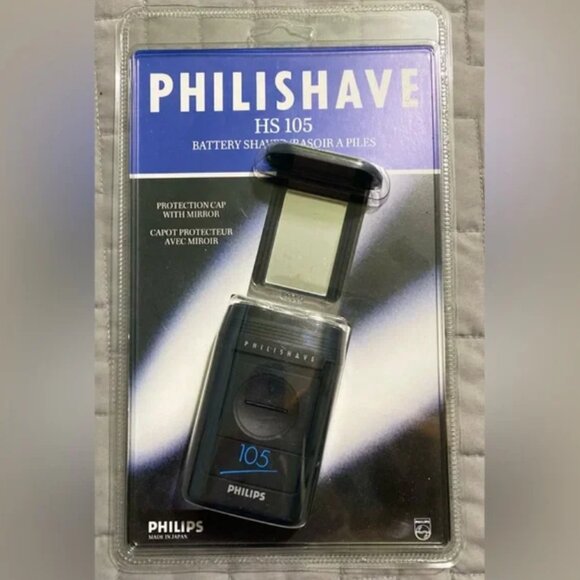 PHILISHAVE
HS 105
BATTERY SHAVER/RASOIR A PILES
PROTECTION CAP
WITH MIRROR
CAPOT PROTECTEUR
AVEC MIROIR
PHILISHAVE
105
PHILIPS
PHILIPS
MADE IN JAPAN
PHILIPS